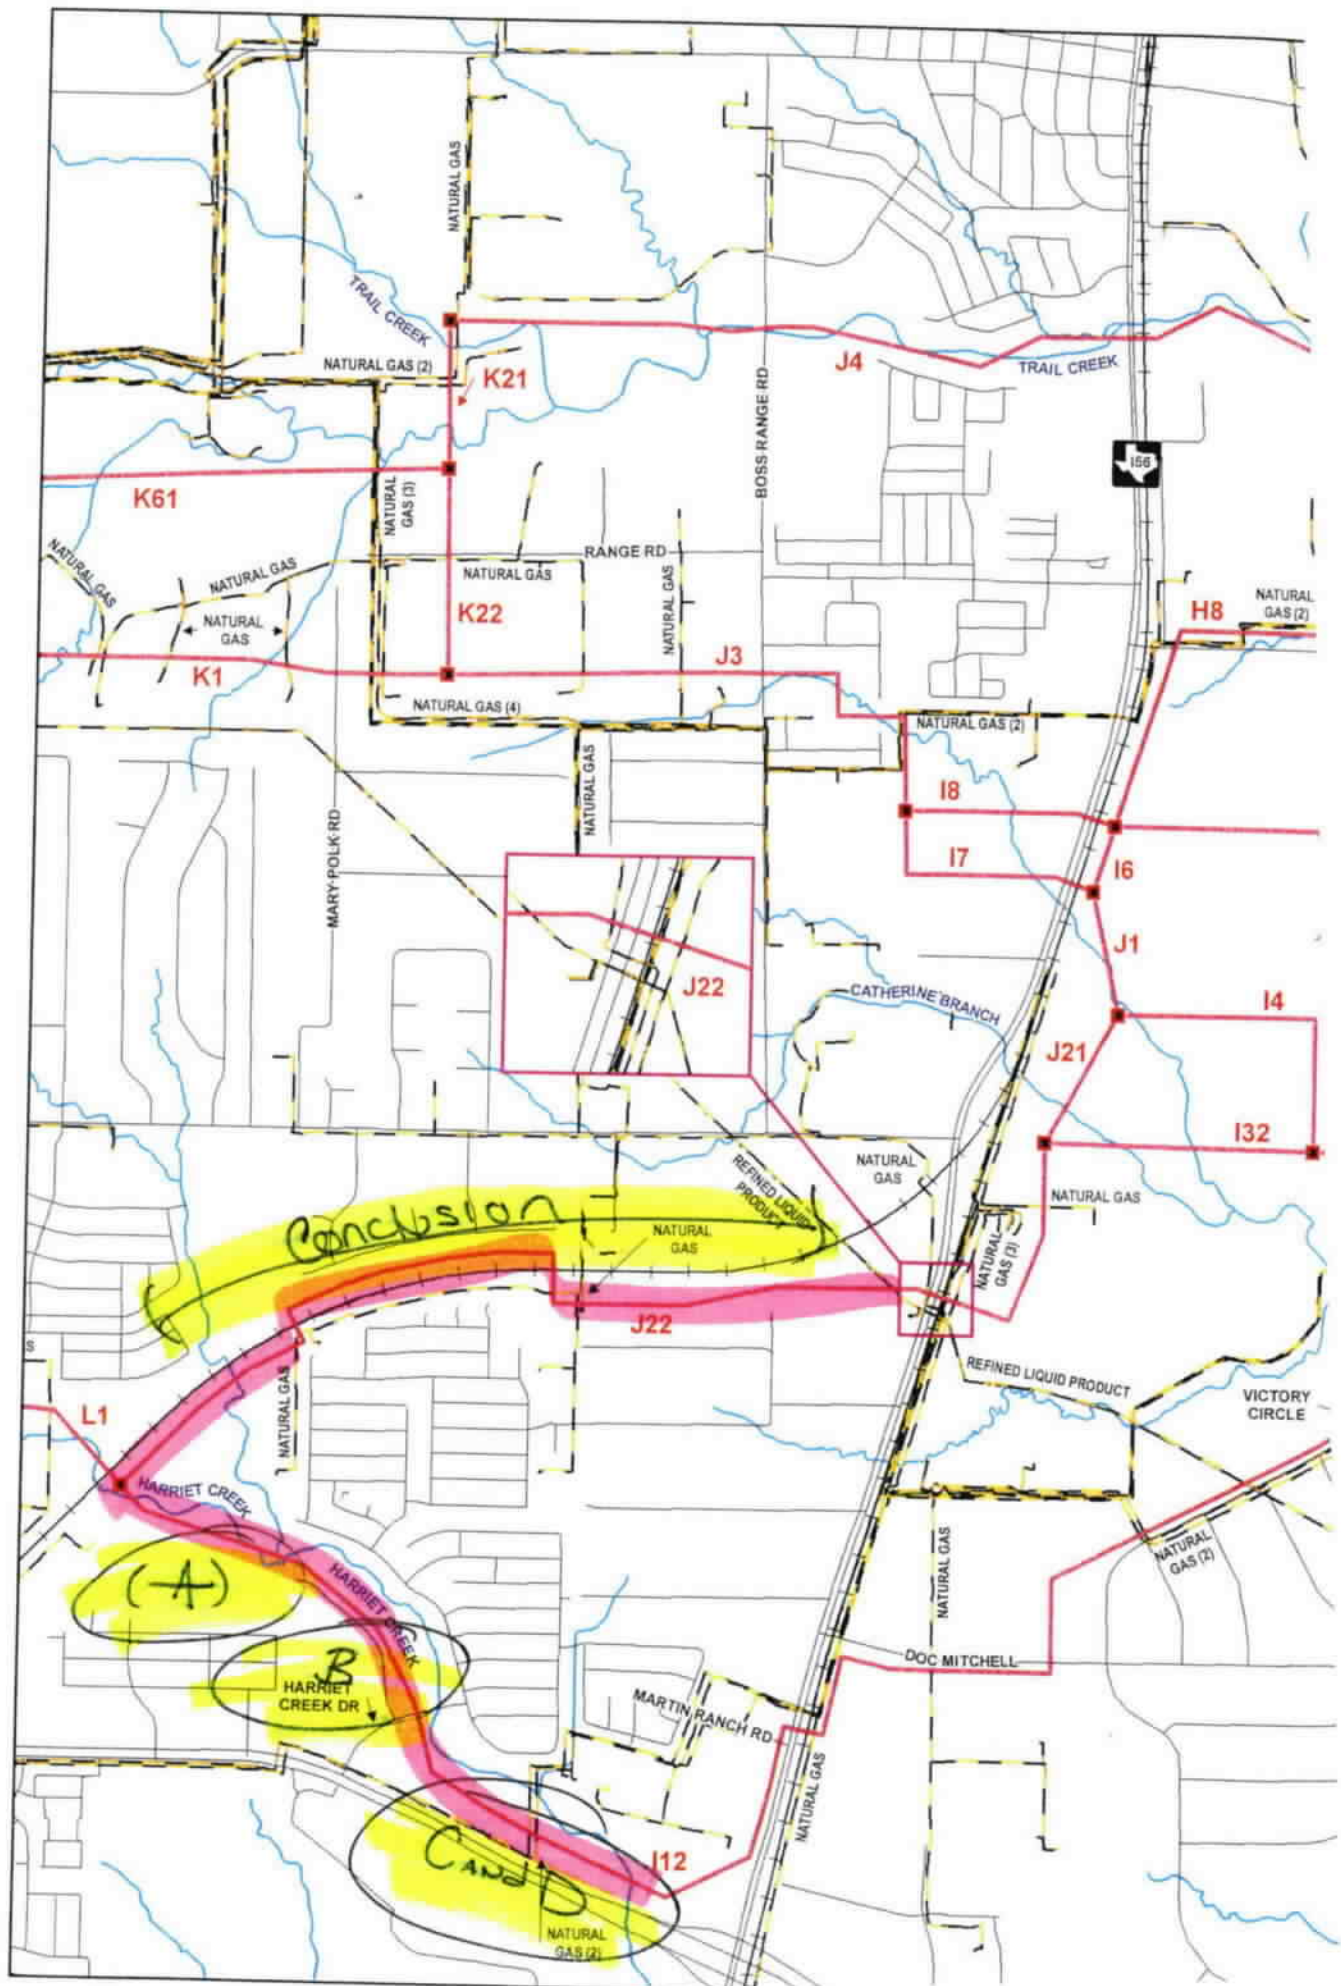 NATURAL GAS
TRAIL CREEK
NATURAL GAS (2)
K21
J4
TRAIL CREEK
BOSS RANGE RD
156
K61
NATURAL
GAS (3)
NATURAL GAS
NATURAL GAS
NATURAL
GAS
RANGE RD
NATURAL GAS
NATURAL GAS
K22
H8
NATURAL
GAS (2)
K1
J3
NATURAL GAS (4)
NATURAL GAS (2)
NATURAL GAS
MARY POLK RD
I8
I7
I6
J1
J22
CATHERINE BRANCH
I4
J21
I32
REFINED LIQUID
PRODUCT
NATURAL
GAS
NATURAL GAS
NATURAL
GAS (3)
Conclusion
NATURAL
GAS
J22
S
L1
NATURAL GAS
REFINED LIQUID PRODUCT
VICTORY
CIRCLE
HARRIET CREEK
(A)
HARRIET CREEK
B
HARRIET
CREEK DR
NATURAL GAS
NATURAL
GAS (2)
DOC MITCHELL
MARTIN RANCH RD
NATURAL GAS
C AND D
I12
NATURAL
GAS (2)